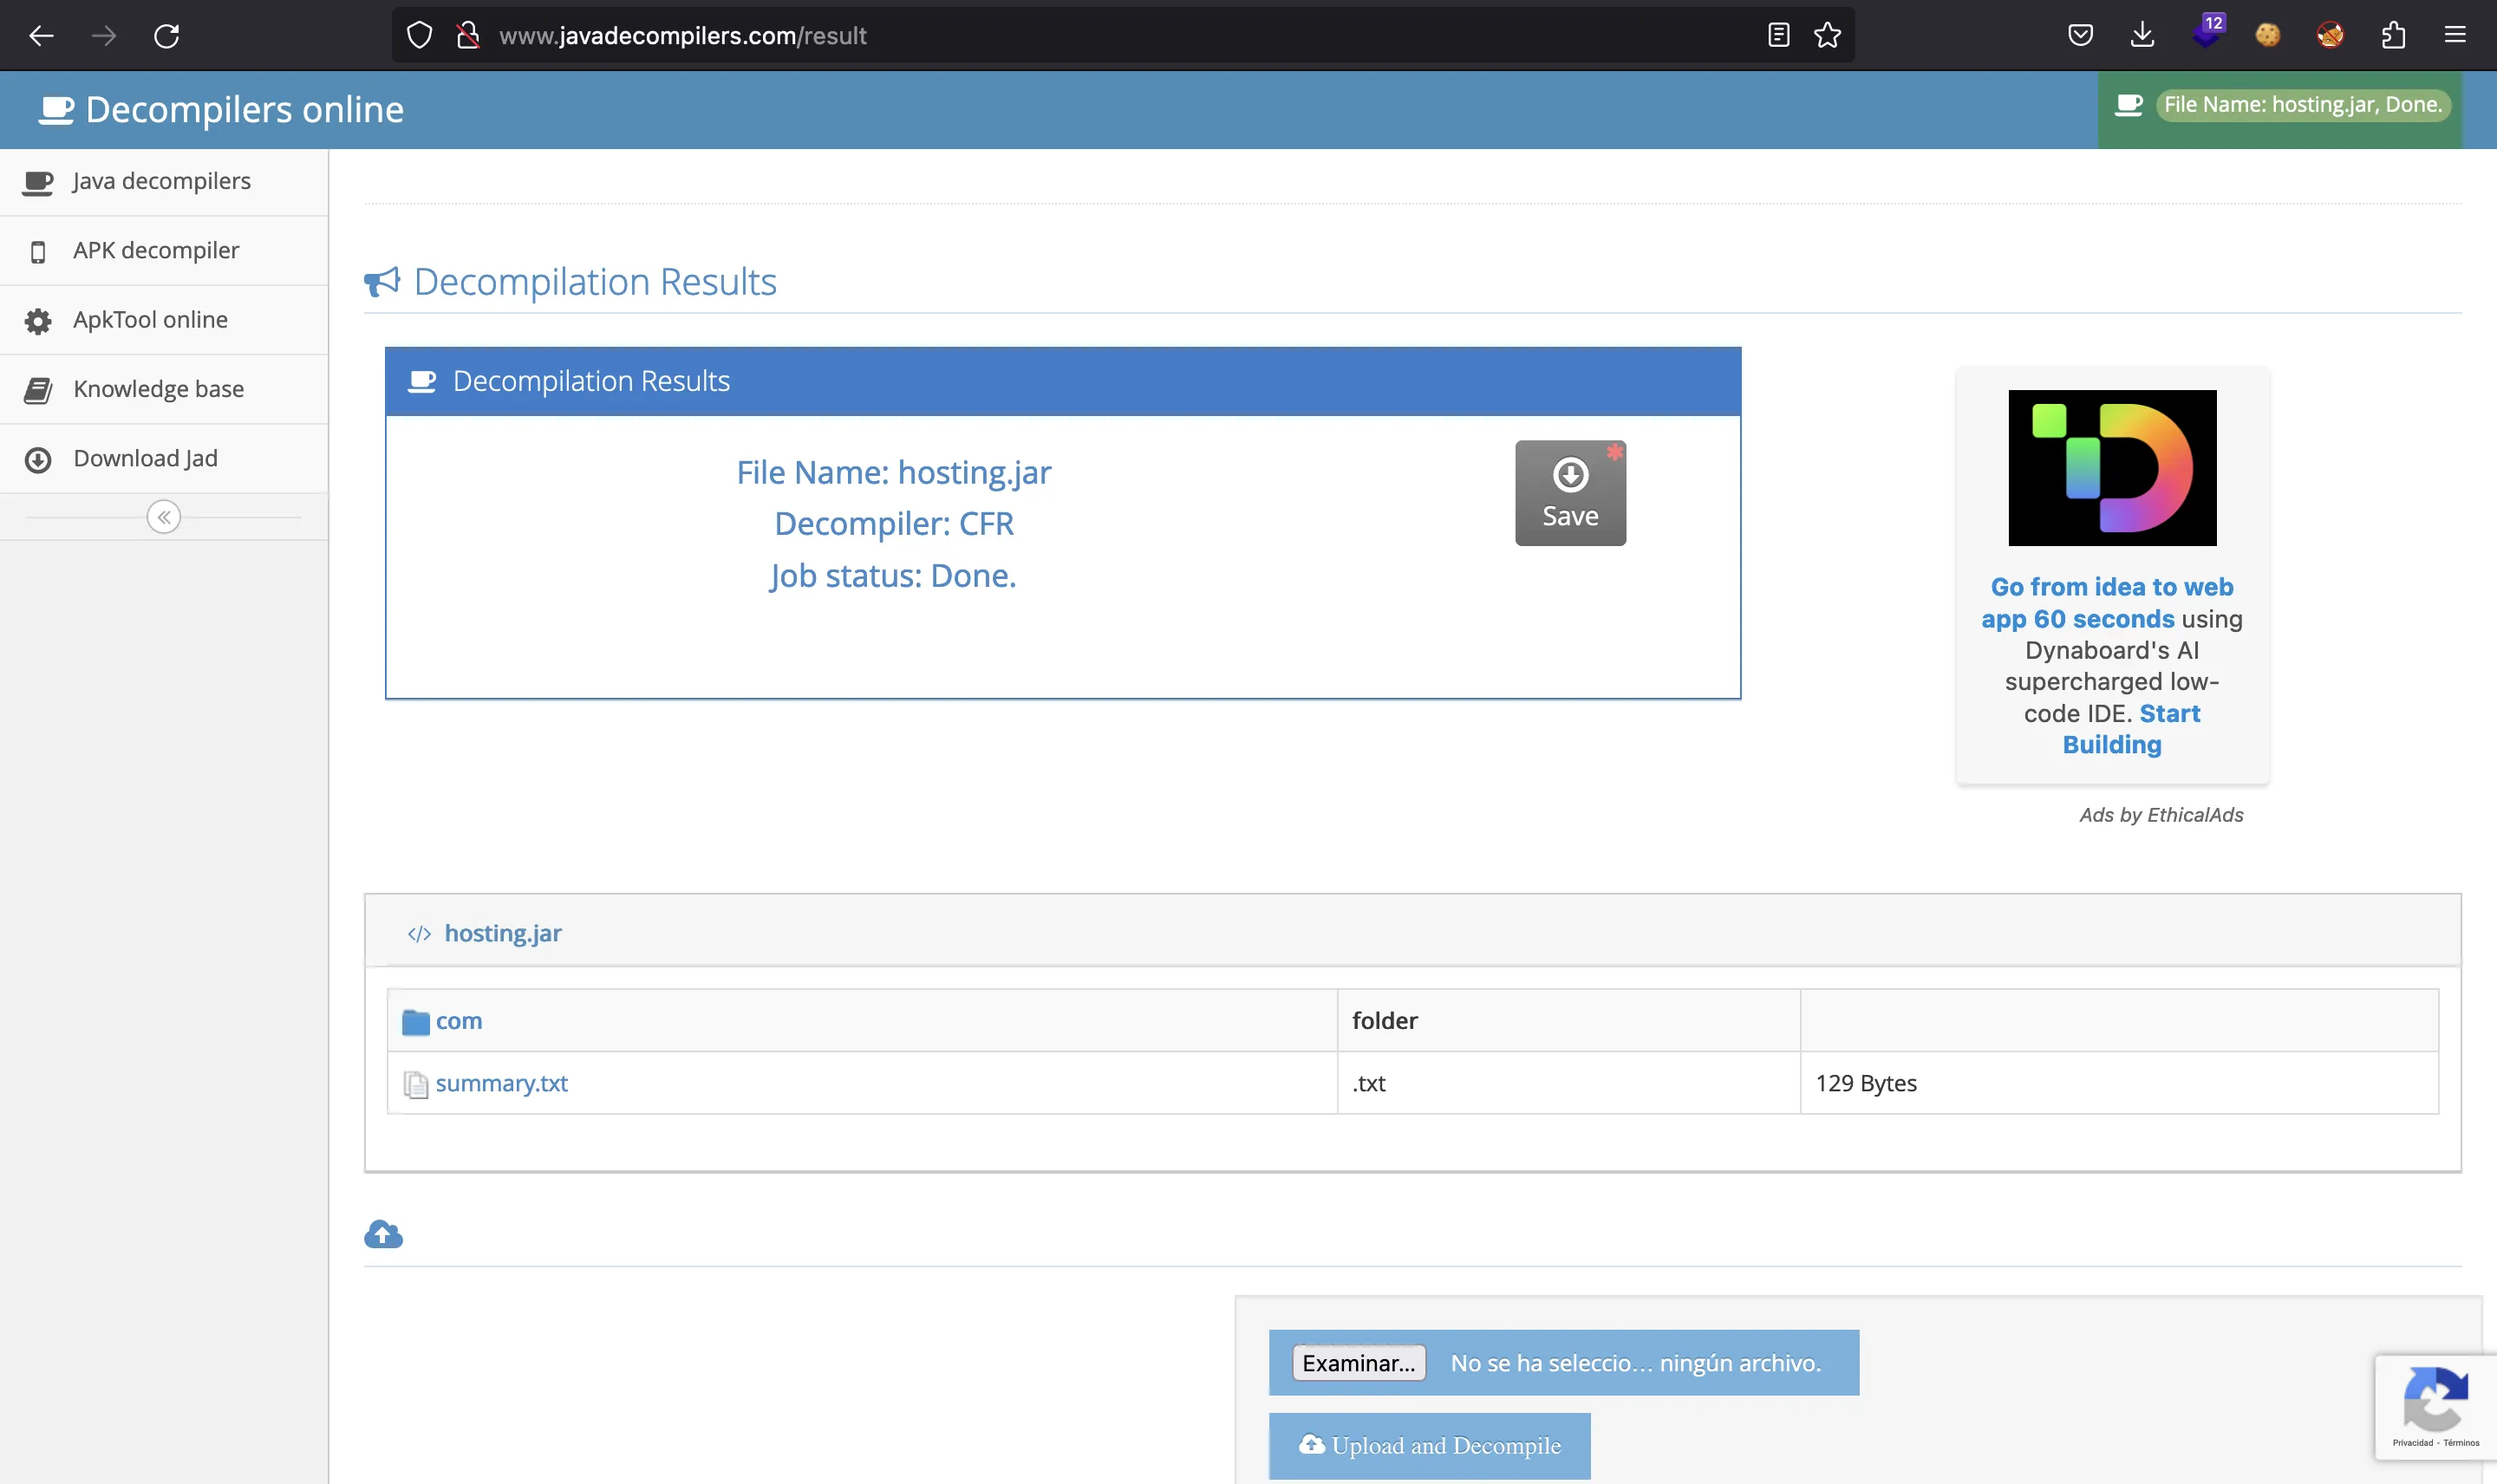 www.javadecompilers.com/result
12
Decompilers online
File Name: hosting.jar, Done.
Java decompilers
APK decompiler
ApkTool online
Knowledge base
Download Jad
Decompilation Results
Decompilation Results
File Name: hosting.jar
Decompiler: CFR
Job status: Done.
Save
Go from idea to web
app 60 seconds using
Dynaboard's AI
supercharged low-
code IDE. Start
Building
Ads by EthicalAds
</> hosting.jar
com folder
summary.txt .txt 129 Bytes
Examinar... No se ha seleccio... ningún archivo.
Upload and Decompile
Privacidad - Términos